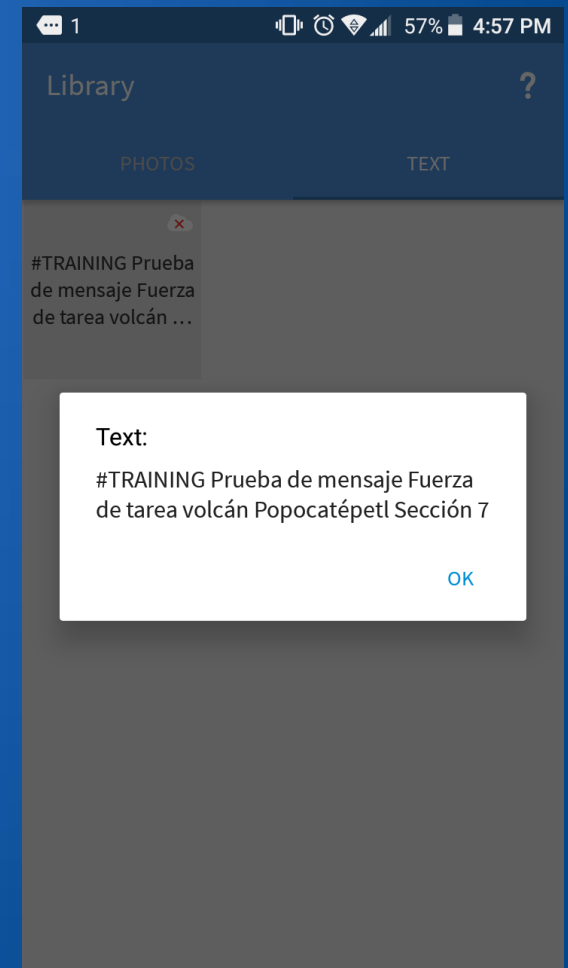 1 57% 4:57 PM
Library ?
PHOTOS TEXT
#TRAINING Prueba
de mensaje Fuerza
de tarea volcán …
Text:
#TRAINING Prueba de mensaje Fuerza
de tarea volcán Popocatépetl Sección 7
OK